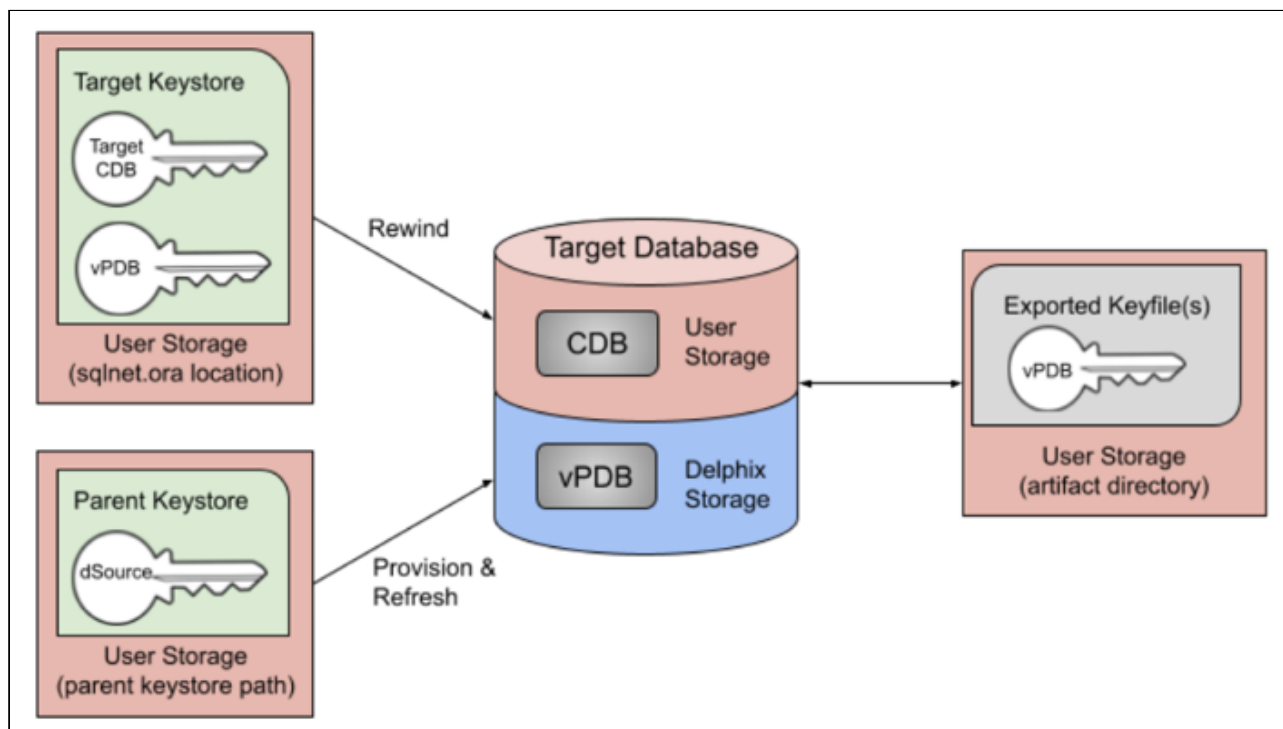 Target Keystore
Target
CDB
vPDB
User Storage
(sqlnet.ora location)
Rewind
Parent Keystore
dSource
User Storage
(parent keystore path)
Provision &
Refresh
Target Database
CDB
User
Storage
vPDB
Delphix
Storage
Exported Keyfile(s)
vPDB
User Storage
(artifact directory)